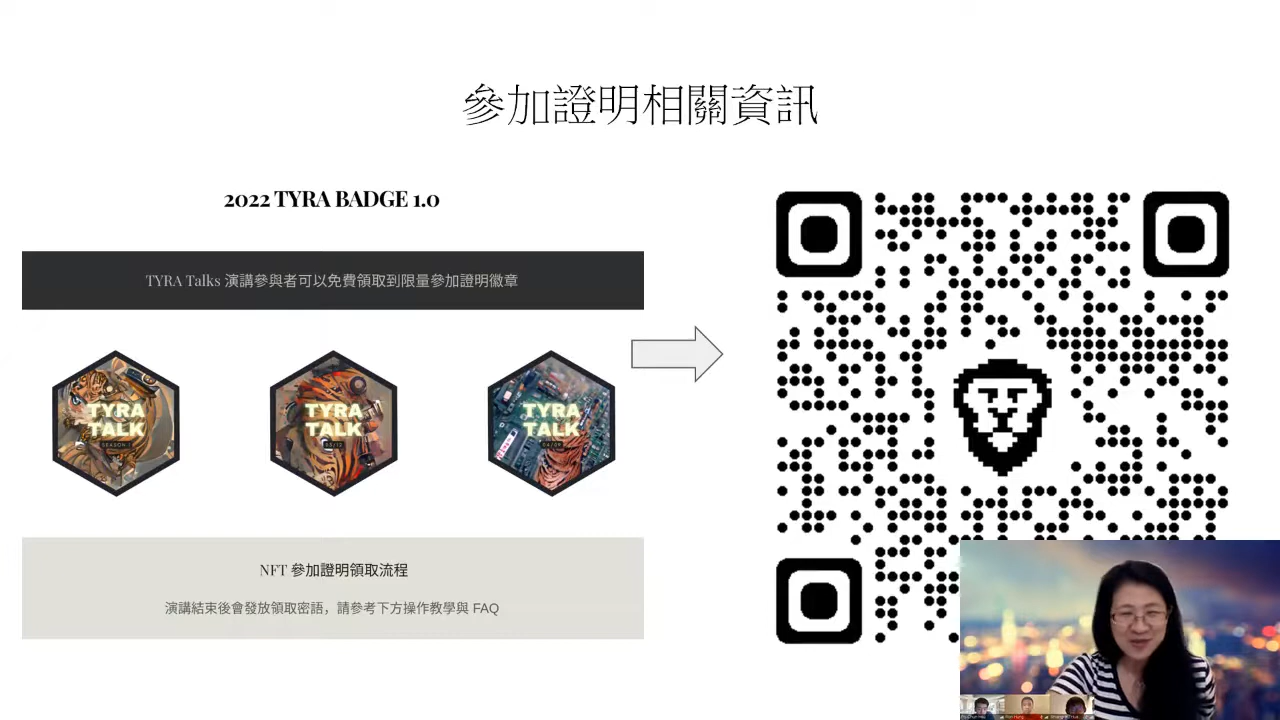 參加證明相關資訊
2022 TYRA BADGE 1.0
TYRA Talks 演講參與者可以免費領取到限量參加證明徽章
TYRA
TALK
SEASON 1
TYRA
TALK
TYRA
TALK
NFT 參加證明領取流程
演講結束後會發放領取密語，請參考下方操作教學與 FAQ